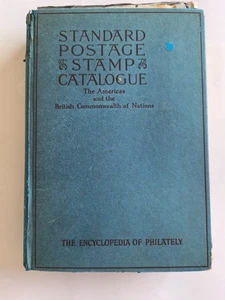 STANDARD
POSTAGE
STAMP
CATALOGUE
The Americas
and the
British Commonwealth of Nations
THE ENCYCLOPEDIA OF PHILATELY